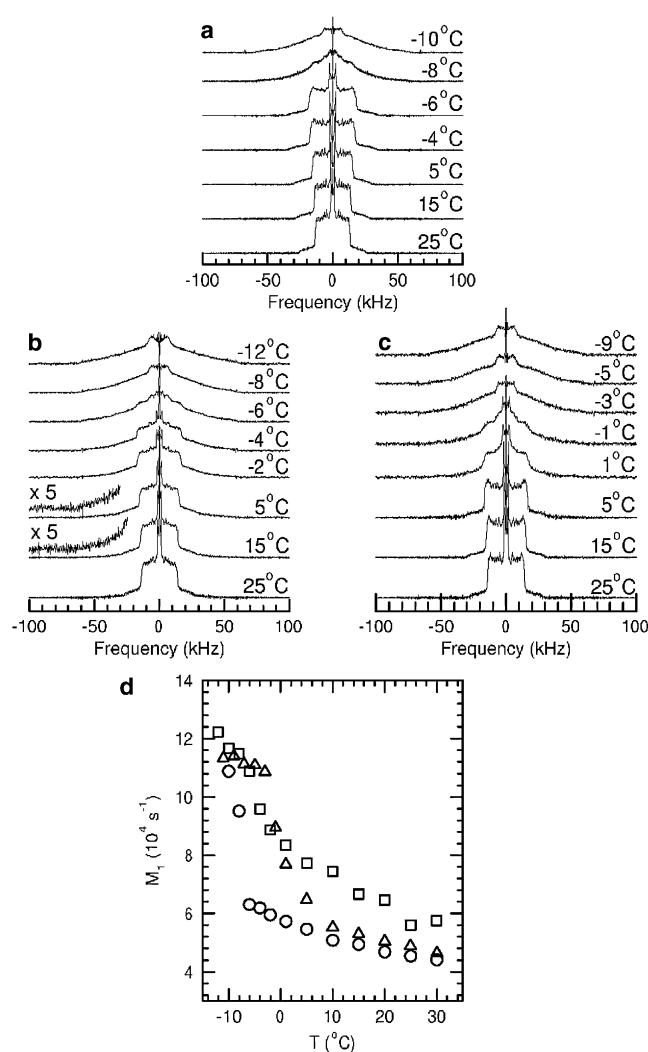 a
-10°C
-8°C
-6°C
-4°C
5°C
15°C
25°C
-100 -50 0 50 100
Frequency (kHz)
b
-12°C
-8°C
-6°C
-4°C
-2°C
x 5
5°C
x 5
15°C
25°C
-100 -50 0 50 100
Frequency (kHz)
c
-9°C
-5°C
-3°C
-1°C
1°C
5°C
15°C
25°C
-100 -50 0 50 100
Frequency (kHz)
d
14
12
10
8
6
4
M₁ (10⁴ s⁻¹)
-10 0 10 20 30
T (°C)